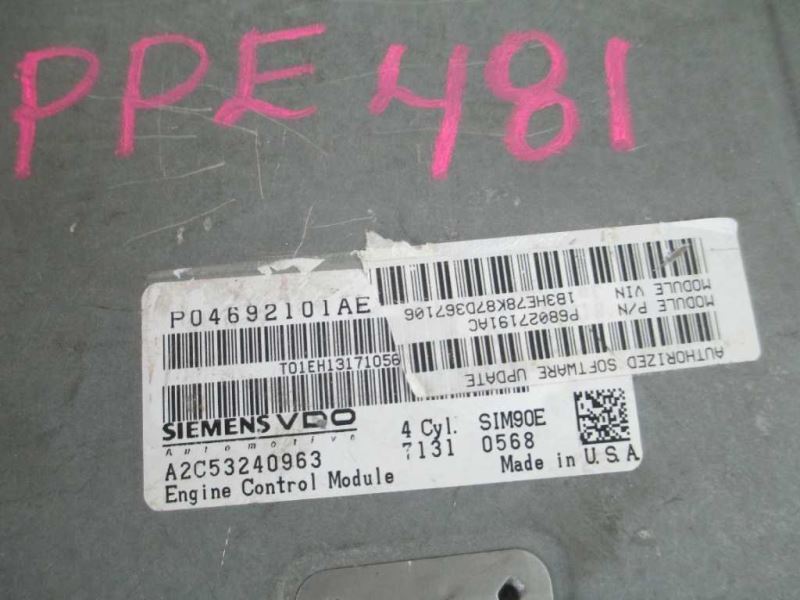 PPE 481
P04692101AE
T01EH13171056
SIEMENS VDO
Automotive
4 Cyl. SIM90E
7131 0568
A2C53240963
Engine Control Module
Made in U.S.A
AUTHORIZED SOFTWARE UPDATE
MODULE P/N P68027191AC
MODULE VIN 1B3HE78K87D367106